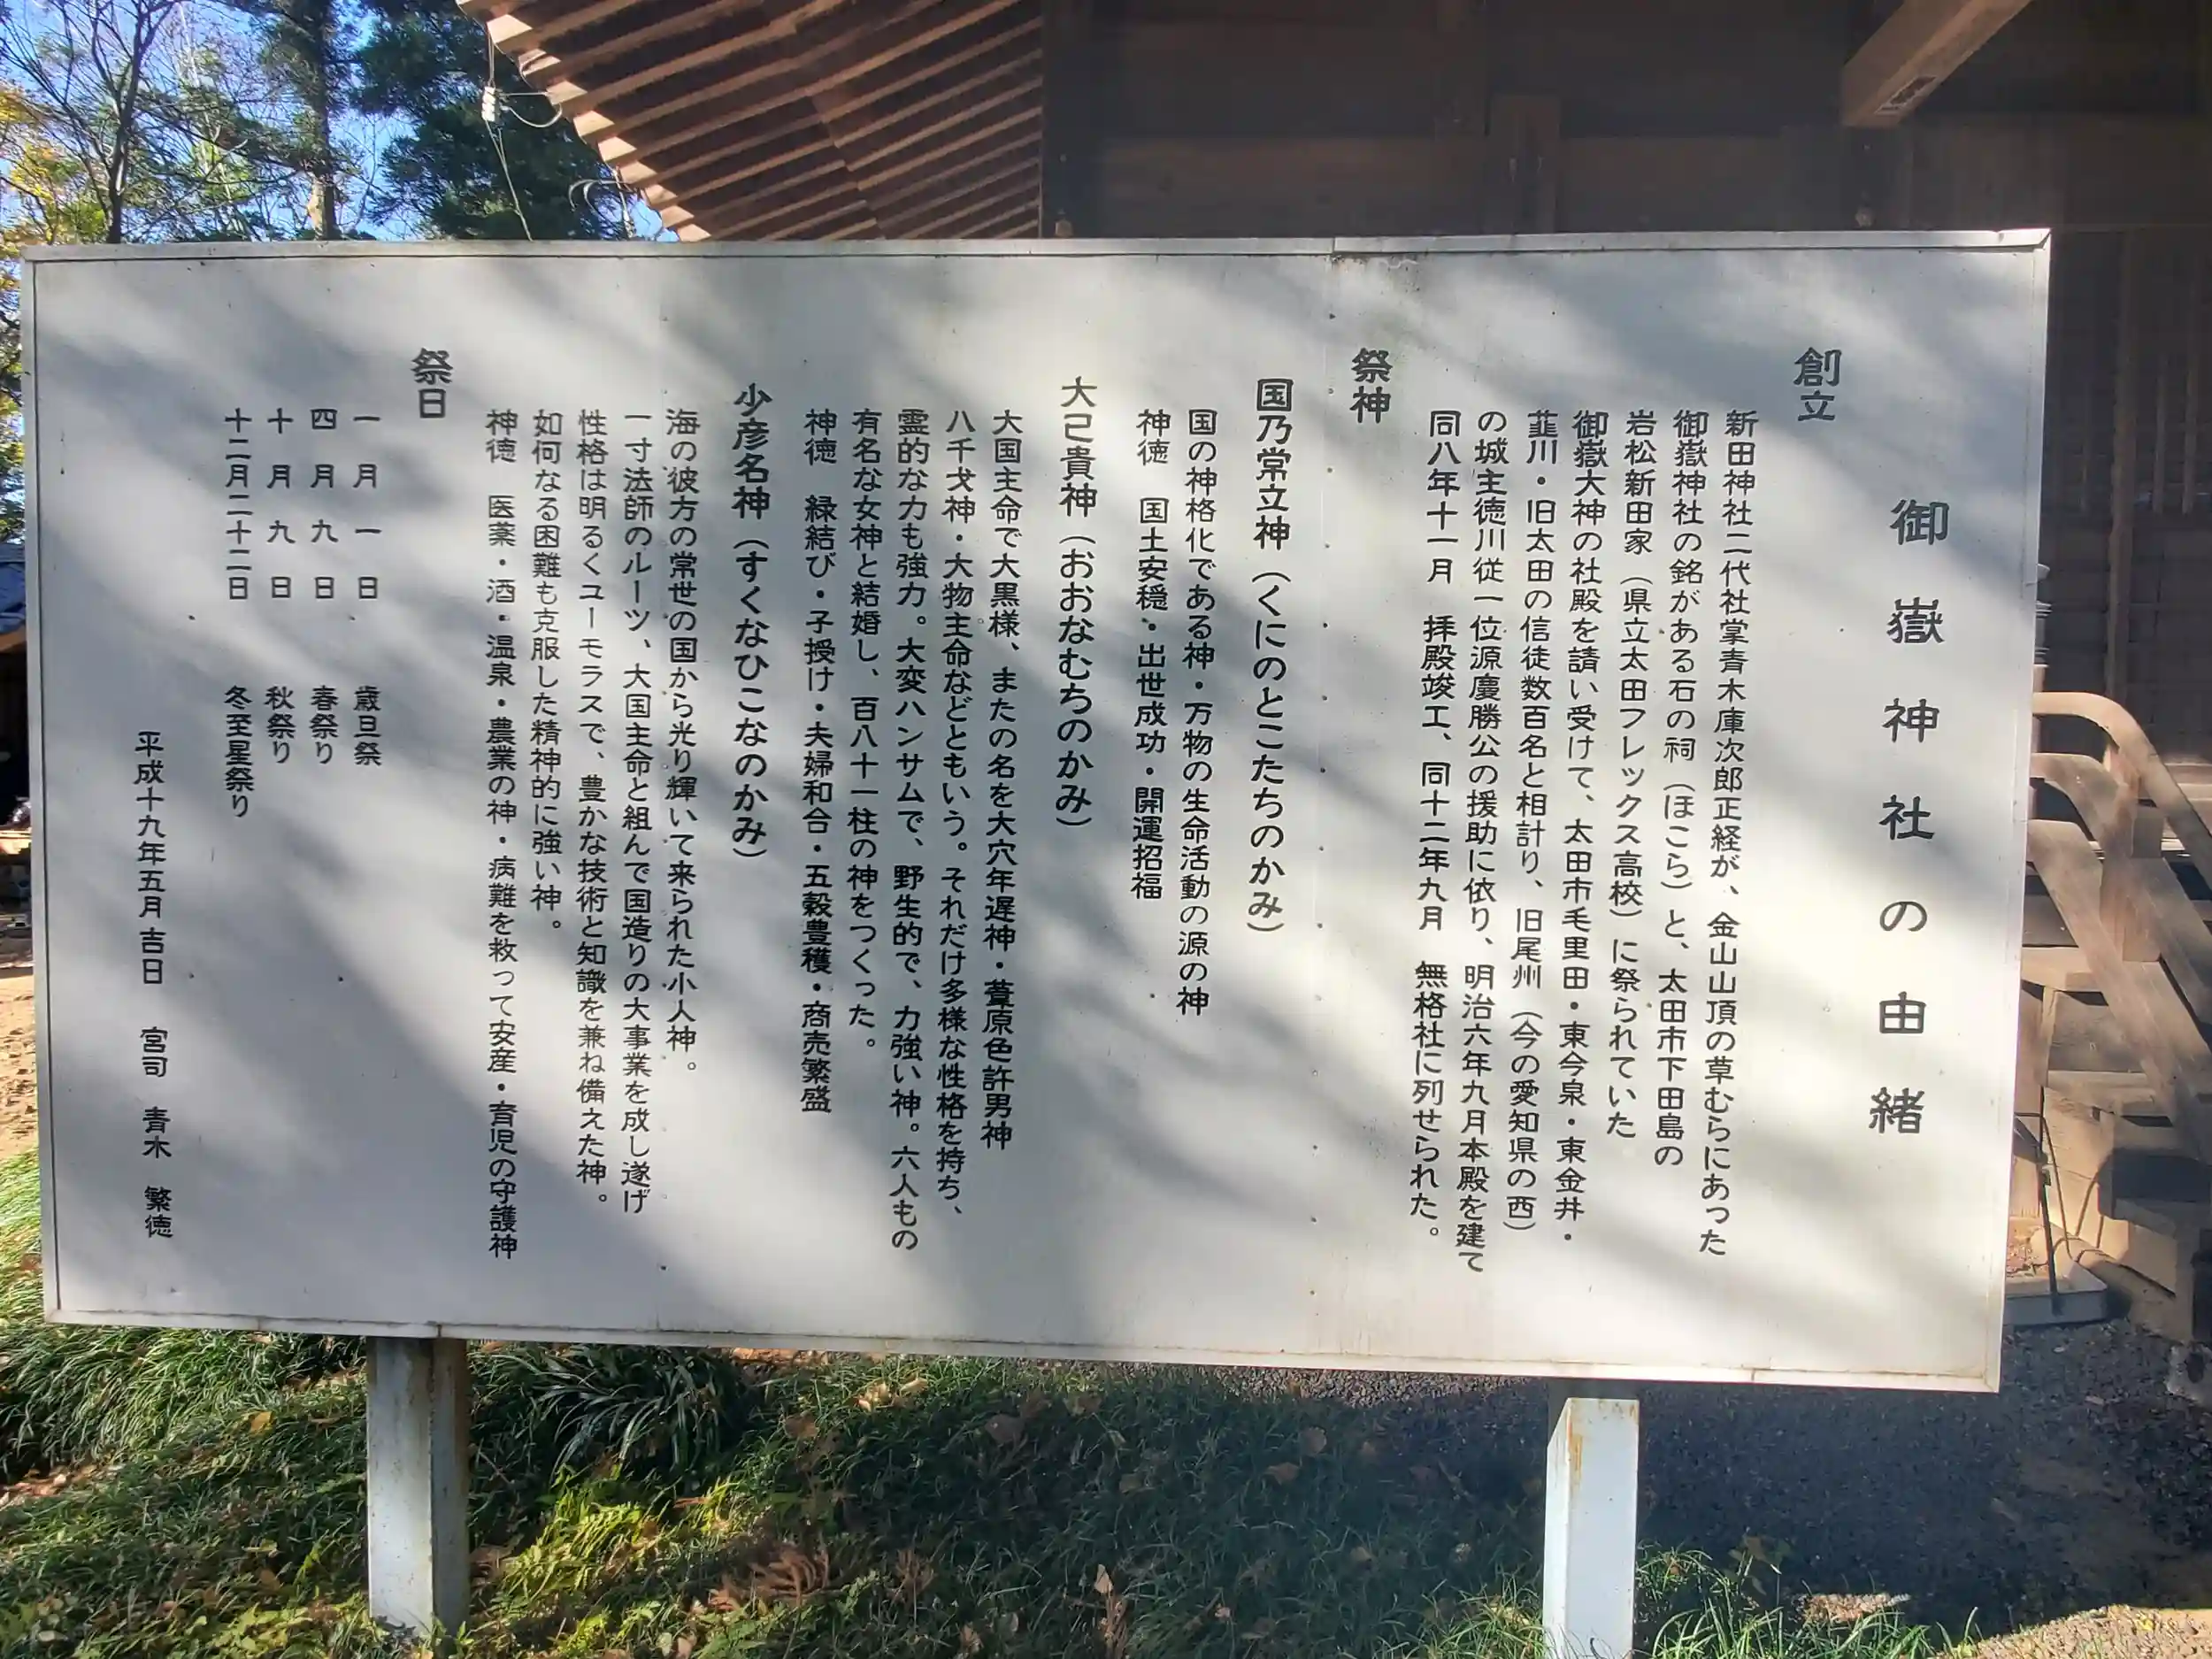 御嶽神社の由緒
創立
新田神社二代社掌青木庫次郎正経が、金山山頂の草むらにあった
御嶽神社の銘がある石の祠（ほこら）と、太田市下田島の
岩松新田家（県立太田フレックス高校）に祭られていた
御嶽大神の社殿を請い受けて、太田市毛里田・東今泉・東金井・
韮川・旧太田の信徒数百名と相計り、旧尾州（今の愛知県の西）
の城主徳川従一位源慶勝公の援助に依り、明治六年九月本殿を建て
同八年十一月　拝殿竣工、同十二年九月　無格社に列せられた。
祭神
国乃常立神（くにのとこたちのかみ）
国の神格化である神・万物の生命活動の源の神
神徳　国土安穏・出世成功・開運招福
大己貴神（おおなむちのかみ）
大国主命で大黒様、またの名を大穴牟遅神・葦原色許男神
八千戈神・大物主命などともいう。それだけ多様な性格を持ち、
霊的な力も強力。大変ハンサムで、野生的で、力強い神。六人もの
有名な女神と結婚し、百八十一柱の神をつくった。
神徳　縁結び・子授け・夫婦和合・五穀豊穫・商売繁盛
少彦名神（すくなひこなのかみ）
海の彼方の常世の国から光り輝いて来られた小人神。
一寸法師のルーツ、大国主命と組んで国造りの大事業を成し遂げ
性格は明るくユーモラスで、豊かな技術と知識を兼ね備えた神。
如何なる困難も克服した精神的に強い神。
神徳　医薬・酒・温泉・農業の神・病難を救って安産・育児の守護神
祭日
一月一日　歳旦祭
四月九日　春祭り
十月九日　秋祭り
十二月二十二日　冬至星祭り
平成十九年五月吉日　宮司　青木　繁徳